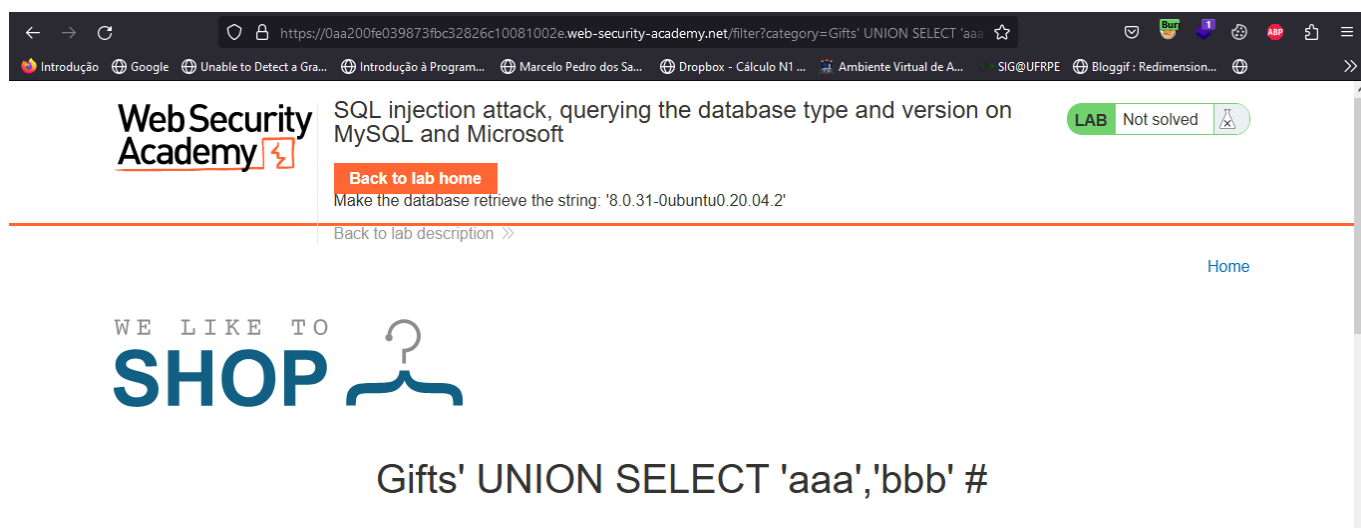 https://0aa200fe039873fbc32826c10081002e.web-security-academy.net/filter?category=Gifts' UNION SELECT 'aaa
Bur
1
ABP
Introdução Google Unable to Detect a Gra... Introdução à Program... Marcelo Pedro dos Sa... Dropbox - Cálculo N1 ... Ambiente Virtual de A... SIG@UFRPE Bloggif : Redimension...
Web Security
Academy
SQL injection attack, querying the database type and version on
MySQL and Microsoft
LAB Not solved
Back to lab home
Make the database retrieve the string: '8.0.31-0ubuntu0.20.04.2'
Back to lab description
Home
WE LIKE TO
SHOP
Gifts' UNION SELECT 'aaa','bbb' #